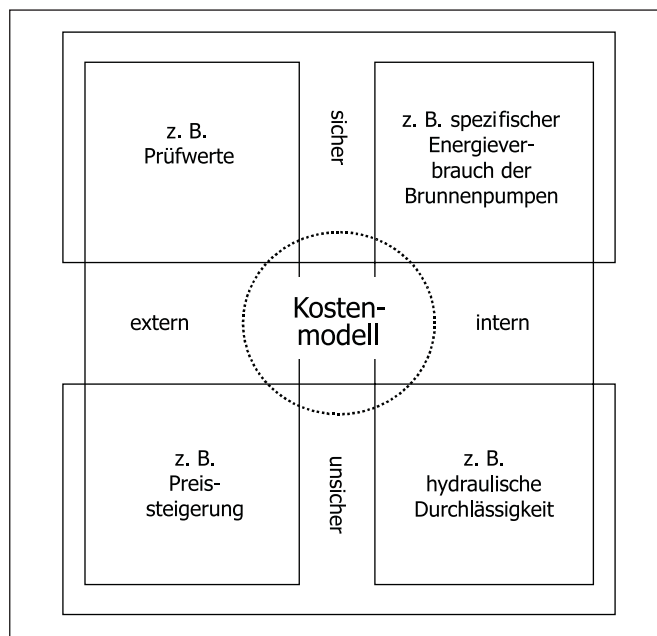 z. B.
Prüfwerte
sicher
z. B. spezifischer
Energiever-
brauch der
Brunnenpumpen
extern
Kosten-
modell
intern
z. B.
Preis-
steigerung
unsicher
z. B.
hydraulische
Durchlässigkeit